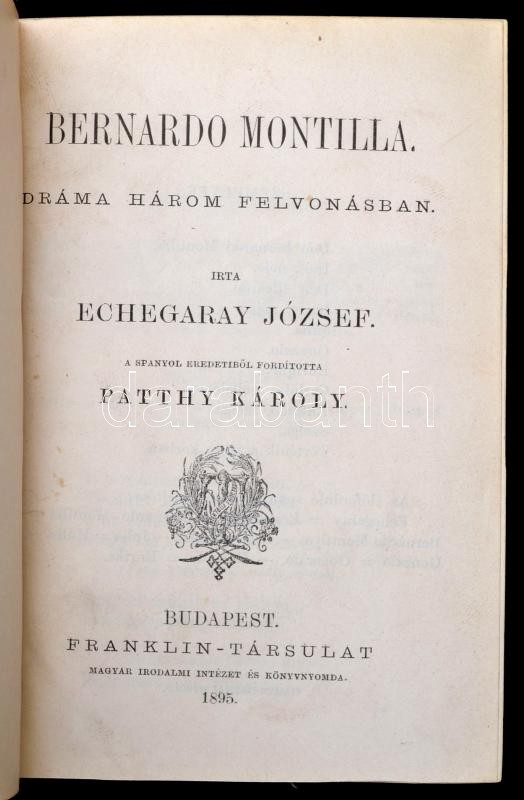 BERNARDO MONTILLA.
DRÁMA HÁROM FELVONÁSBAN.
IRTA
ECHEGARAY JÓZSEF.
A SPANYOL EREDETIBŐL FORDÍTOTTA
PATTHY KÁROLY.
darabanth
BUDAPEST.
FRANKLIN-TÁRSULAT
MAGYAR IRODALMI INTÉZET ÉS KÖNYVNYOMDA.
1895.